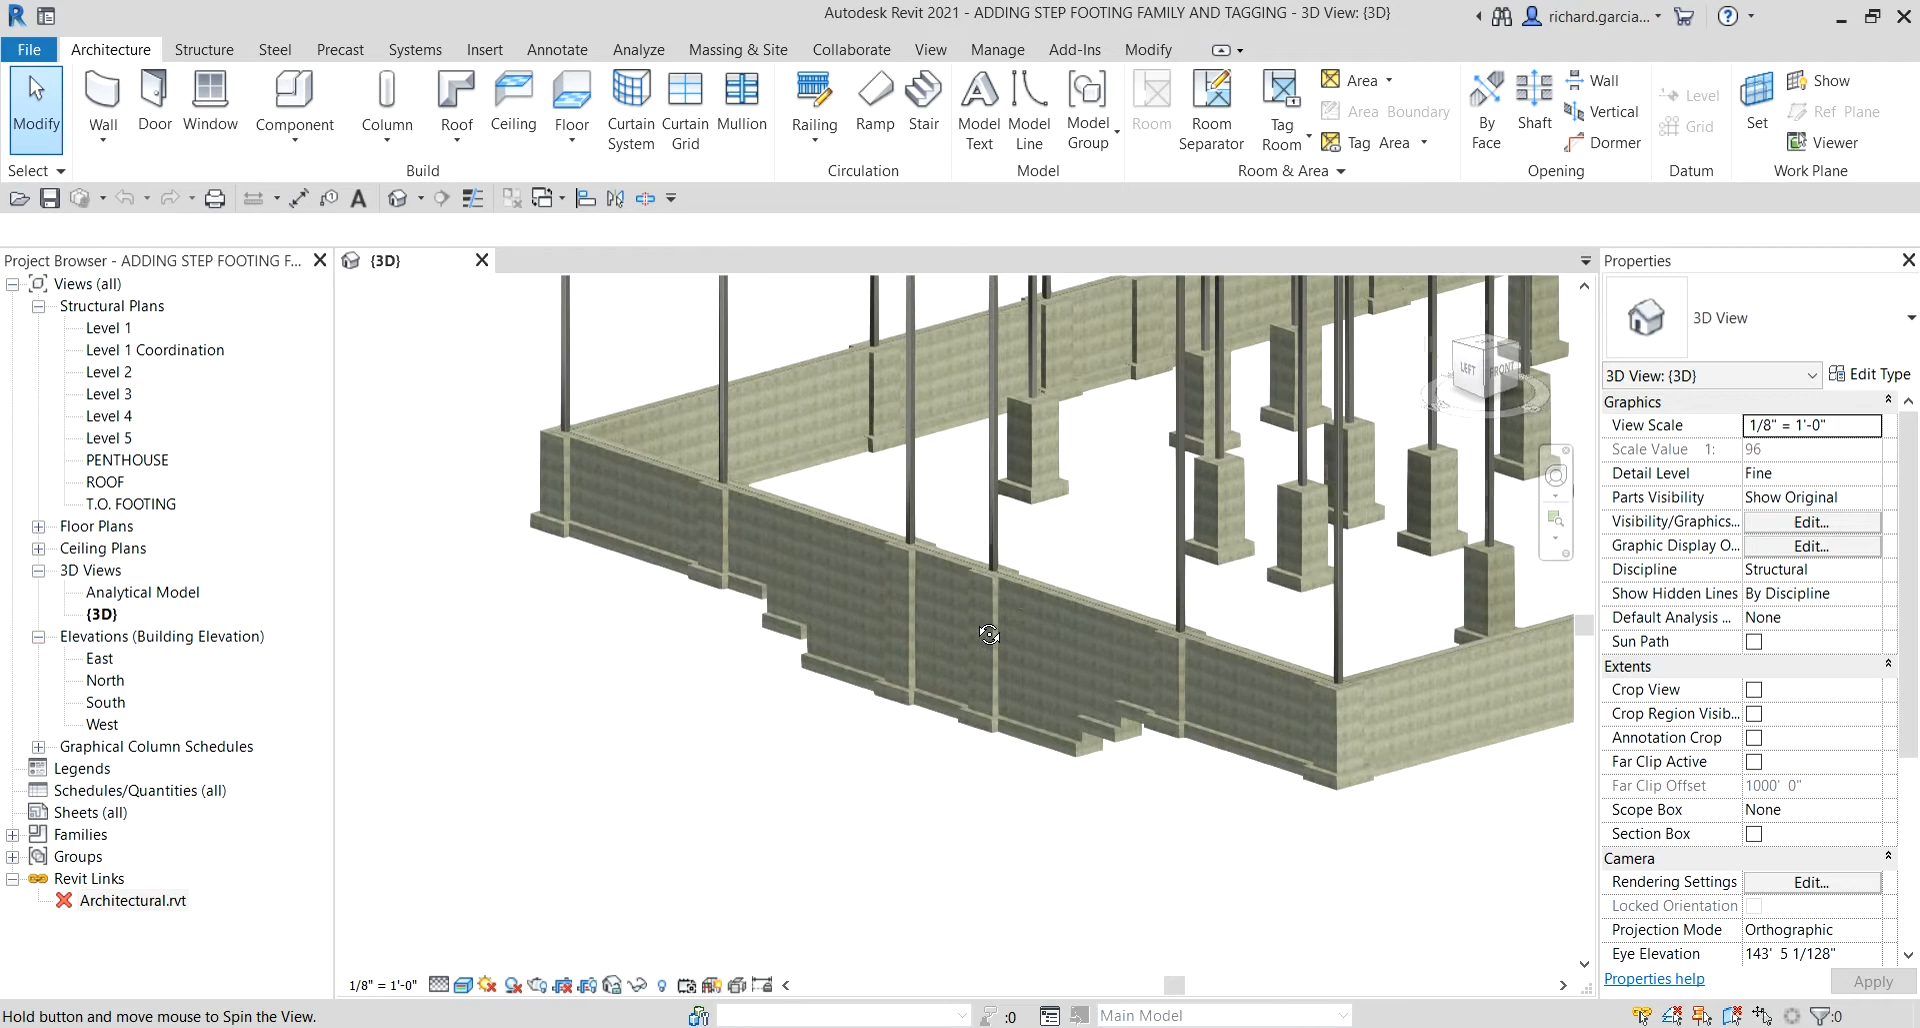 Autodesk Revit 2021 - ADDING STEP FOOTING FAMILY AND TAGGING - 3D View: {3D}
richard.garcia...
File Architecture Structure Steel Precast Systems Insert Annotate Analyze Massing & Site Collaborate View Manage Add-Ins Modify
Modify
Wall
Door
Window
Component
Column
Roof
Ceiling
Floor
Curtain System
Curtain Grid
Mullion
Railing
Ramp
Stair
Model Text
Model Line
Model Group
Room
Room Separator
Tag Room
Area
Area Boundary
Tag Area
By Face
Shaft
Wall
Vertical
Dormer
Level
Grid
Set
Show
Ref Plane
Viewer
Select
Build
Circulation
Model
Room & Area
Opening
Datum
Work Plane
Project Browser - ADDING STEP FOOTING F...
Views (all)
Structural Plans
Level 1
Level 1 Coordination
Level 2
Level 3
Level 4
Level 5
PENTHOUSE
ROOF
T.O. FOOTING
Floor Plans
Ceiling Plans
3D Views
Analytical Model
{3D}
Elevations (Building Elevation)
East
North
South
West
Graphical Column Schedules
Legends
Schedules/Quantities (all)
Sheets (all)
Families
Groups
Revit Links
Architectural.rvt
{3D}
LEFT
FRONT
1/8" = 1'-0"
Properties
3D View
3D View: {3D}
Edit Type
Graphics
View Scale 1/8" = 1'-0"
Scale Value 1: 96
Detail Level Fine
Parts Visibility Show Original
Visibility/Graphics... Edit...
Graphic Display O... Edit...
Discipline Structural
Show Hidden Lines By Discipline
Default Analysis ... None
Sun Path
Extents
Crop View
Crop Region Visib...
Annotation Crop
Far Clip Active
Far Clip Offset 1000' 0"
Scope Box None
Section Box
Camera
Rendering Settings Edit...
Locked Orientation
Projection Mode Orthographic
Eye Elevation 143' 5 1/128"
Properties help
Apply
Hold button and move mouse to Spin the View.
:0
Main Model
:0